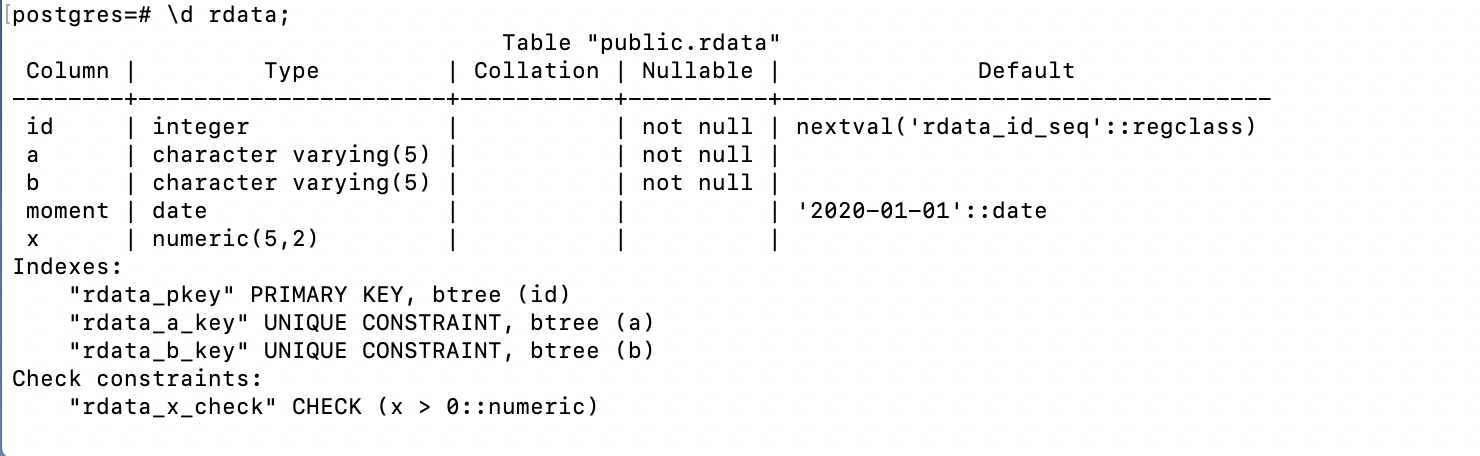 [postgres=# \d rdata;
                                   Table "public.rdata"
 Column |         Type         | Collation | Nullable |              Default
--------+----------------------+-----------+----------+-----------------------------------
 id     | integer              |           | not null | nextval('rdata_id_seq'::regclass)
 a      | character varying(5) |           | not null |
 b      | character varying(5) |           | not null |
 moment | date                 |           |          | '2020-01-01'::date
 x      | numeric(5,2)         |           |          |
Indexes:
    "rdata_pkey" PRIMARY KEY, btree (id)
    "rdata_a_key" UNIQUE CONSTRAINT, btree (a)
    "rdata_b_key" UNIQUE CONSTRAINT, btree (b)
Check constraints:
    "rdata_x_check" CHECK (x > 0::numeric)